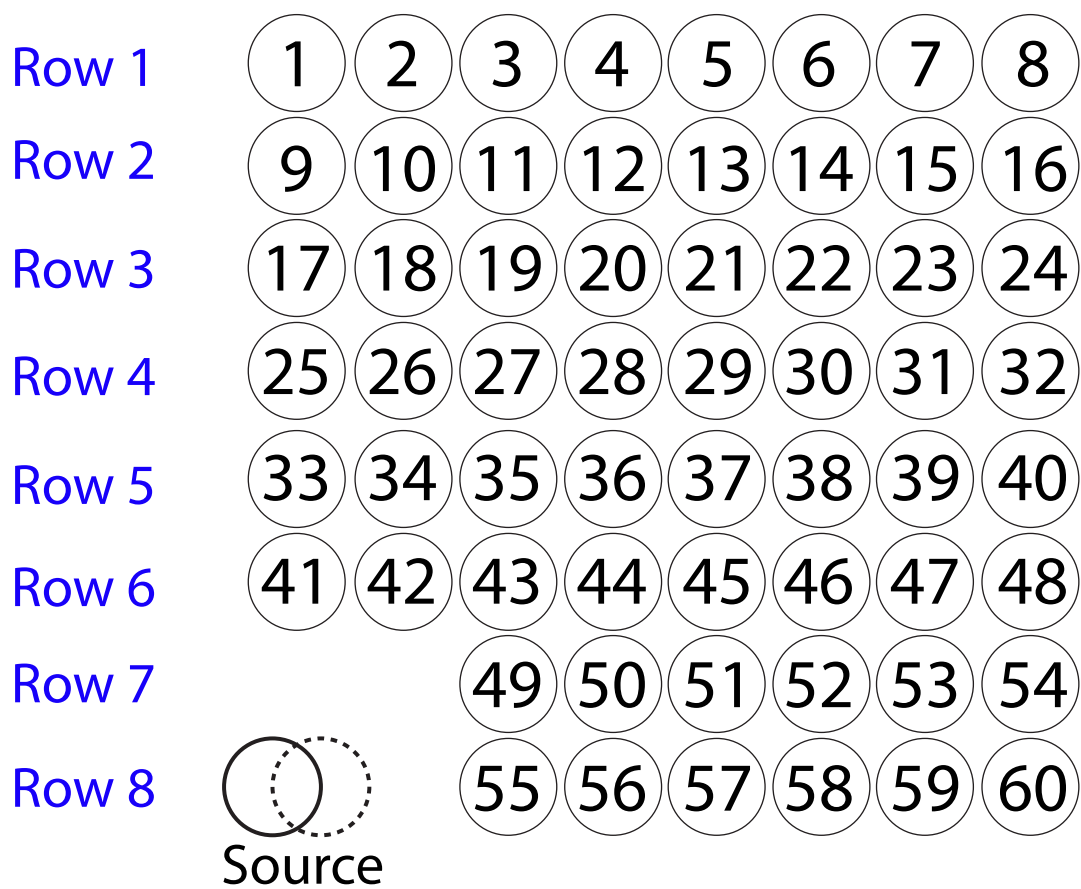 Row 1 1 2 3 4 5 6 7 8
Row 2 9 10 11 12 13 14 15 16
Row 3 17 18 19 20 21 22 23 24
Row 4 25 26 27 28 29 30 31 32
Row 5 33 34 35 36 37 38 39 40
Row 6 41 42 43 44 45 46 47 48
Row 7 49 50 51 52 53 54
Row 8 55 56 57 58 59 60
Source